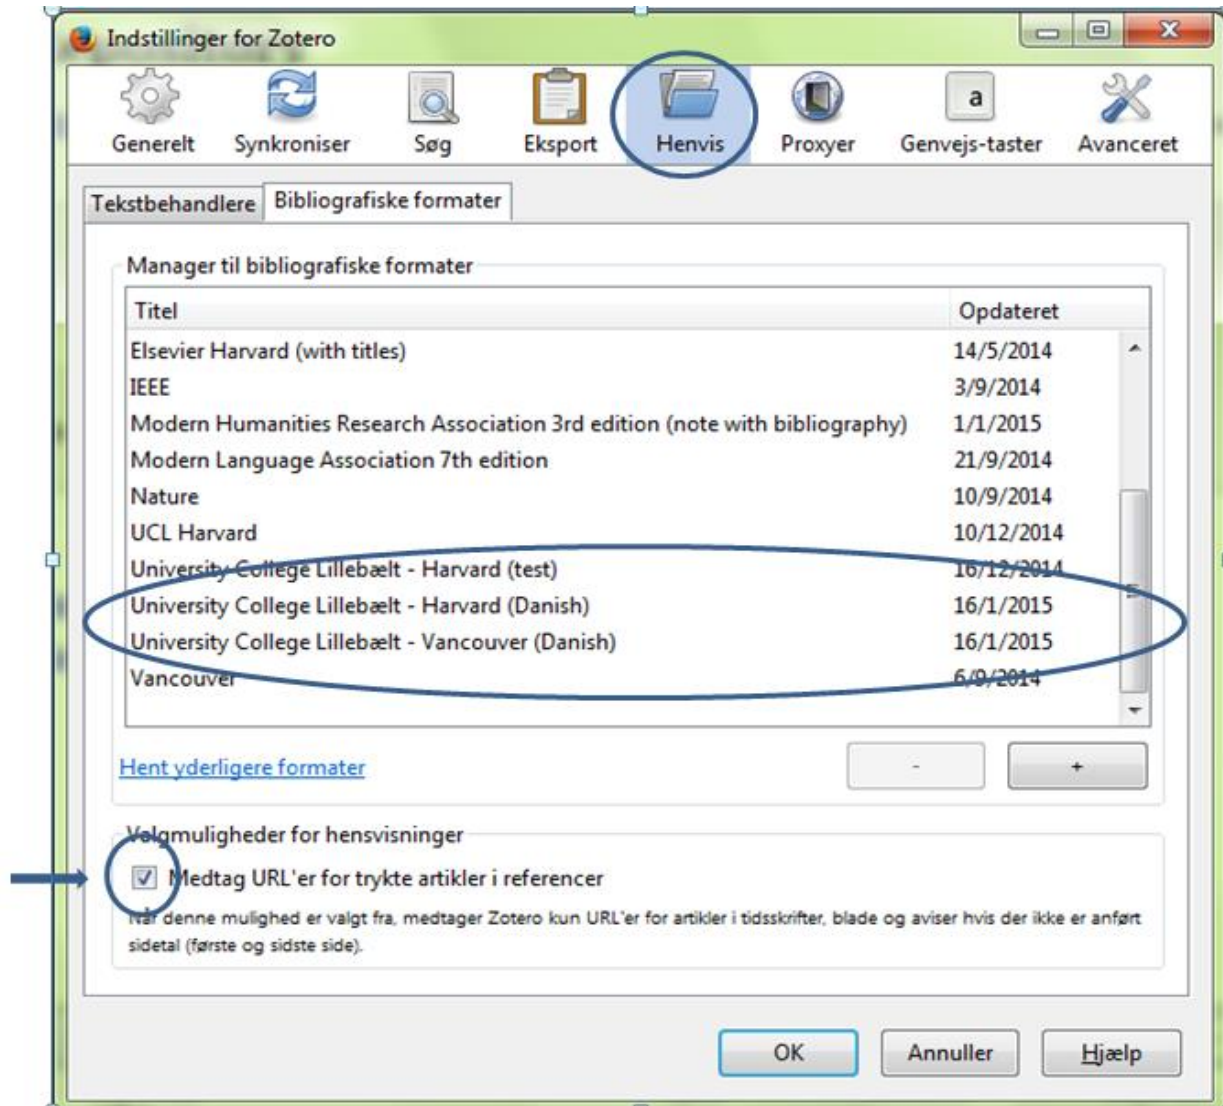 Indstillinger for Zotero
a
Generelt Synkroniser Søg Eksport Henvis Proxyer Genvejs-taster Avanceret
Tekstbehandlere Bibliografiske formater
Manager til bibliografiske formater
Titel Opdateret
Elsevier Harvard (with titles) 14/5/2014
IEEE 3/9/2014
Modern Humanities Research Association 3rd edition (note with bibliography) 1/1/2015
Modern Language Association 7th edition 21/9/2014
Nature 10/9/2014
UCL Harvard 10/12/2014
University College Lillebælt - Harvard (test) 16/12/2014
University College Lillebælt - Harvard (Danish) 16/1/2015
University College Lillebælt - Vancouver (Danish) 16/1/2015
Vancouver 6/9/2014
Hent yderligere formater - +
Valgmuligheder for hensvisninger
Medtag URL'er for trykte artikler i referencer
Når denne mulighed er valgt fra, medtager Zotero kun URL'er for artikler i tidsskrifter, blade og aviser hvis der ikke er anført
sidetal (første og sidste side).
OK Annuller Hjælp